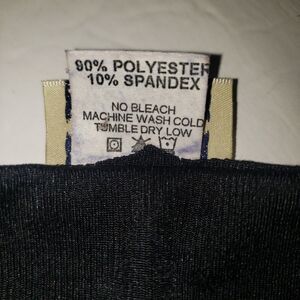 90% POLYESTER
10% SPANDEX
NO BLEACH
MACHINE WASH COLD
TUMBLE DRY LOW